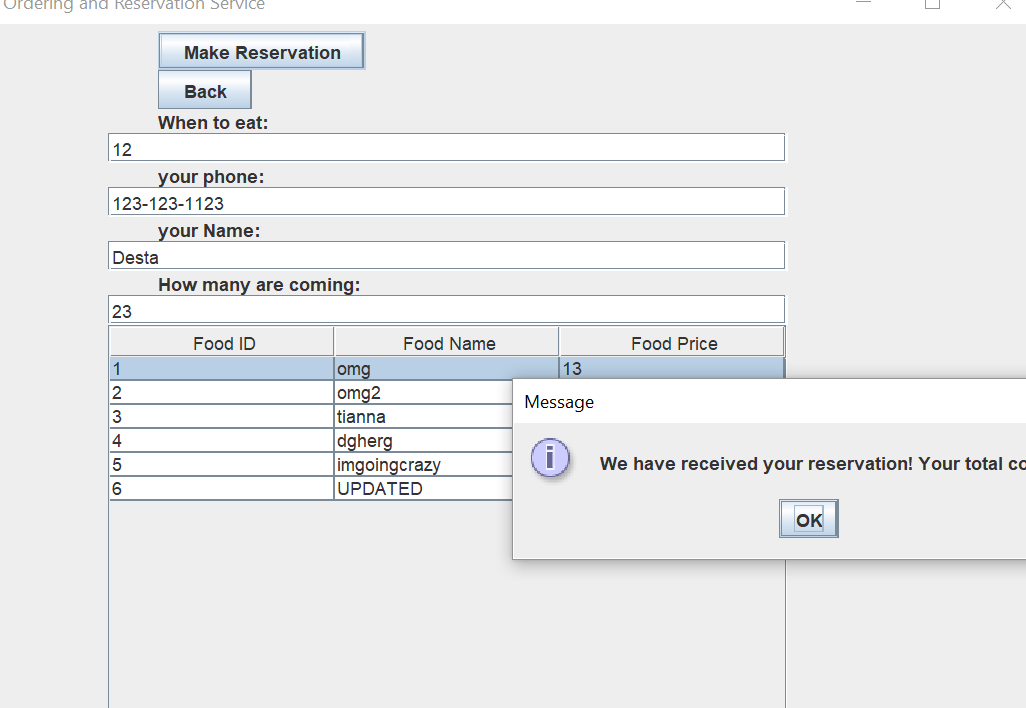 Ordering and Reservation Service
Make Reservation
Back
When to eat:
12
your phone:
123-123-1123
your Name:
Desta
How many are coming:
23
Food ID Food Name Food Price
1 omg 13
2 omg2
3 tianna
4 dgherg
5 imgoingcrazy
6 UPDATED
Message
i
We have received your reservation! Your total co
OK